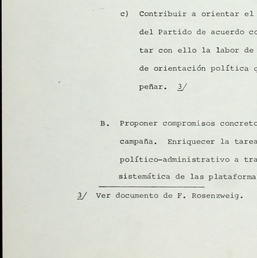 c) Contribuir a orientar el
del Partido de acuerdo co
tar con ello la labor de
de orientación política q
peñar. 3/
B. Proponer compromisos concreto
campaña. Enriquecer la tarea
político-administrativo a tra
sistemática de las plataforma
3/ Ver documento de F. Rosenzweig.